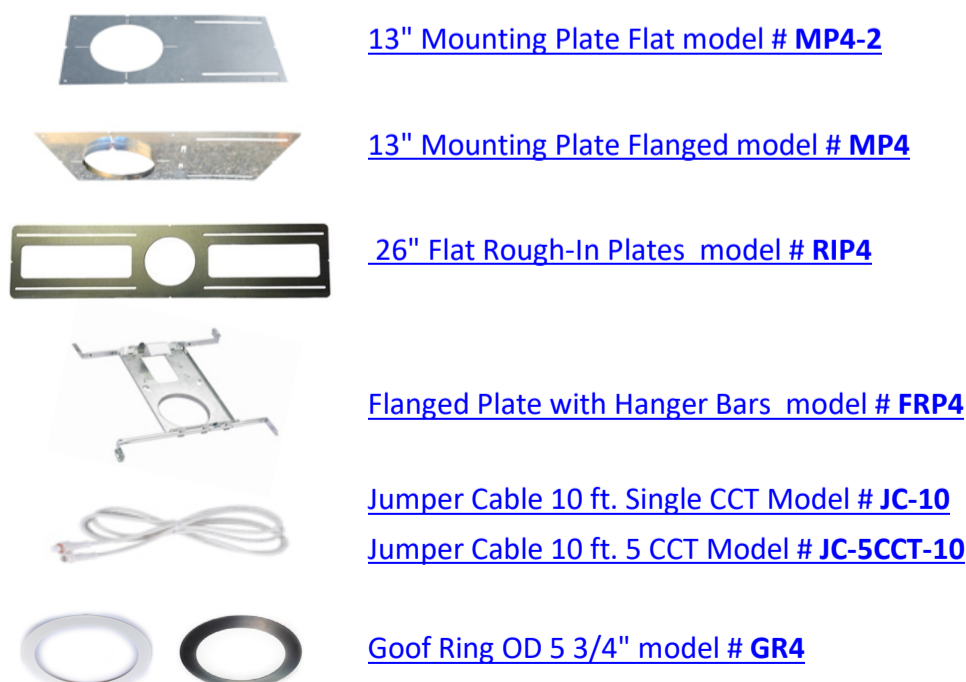 13" Mounting Plate Flat model # MP4-2
13" Mounting Plate Flanged model # MP4
26" Flat Rough-In Plates model # RIP4
Flanged Plate with Hanger Bars model # FRP4
Jumper Cable 10 ft. Single CCT Model # JC-10
Jumper Cable 10 ft. 5 CCT Model # JC-5CCT-10
Goof Ring OD 5 3/4" model # GR4